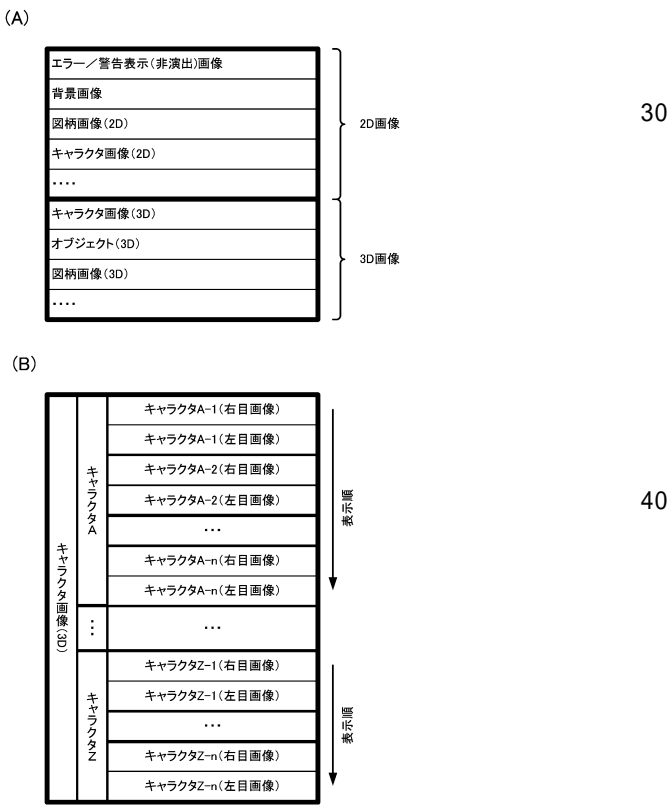 (A)
エラー／警告表示(非演出)画像
背景画像
図柄画像(2D)
キャラクタ画像(2D)
････
2D画像
30
キャラクタ画像(3D)
オブジェクト(3D)
図柄画像(3D)
････
3D画像
(B)
キャラクタ画像(3D)
キャラクタA
キャラクタA-1(右目画像)
キャラクタA-1(左目画像)
キャラクタA-2(右目画像)
キャラクタA-2(左目画像)
･･･
キャラクタA-n(右目画像)
キャラクタA-n(左目画像)
表示順
40
･･･
･･･
キャラクタZ
キャラクタZ-1(右目画像)
キャラクタZ-1(左目画像)
･･･
キャラクタZ-n(右目画像)
キャラクタZ-n(左目画像)
表示順